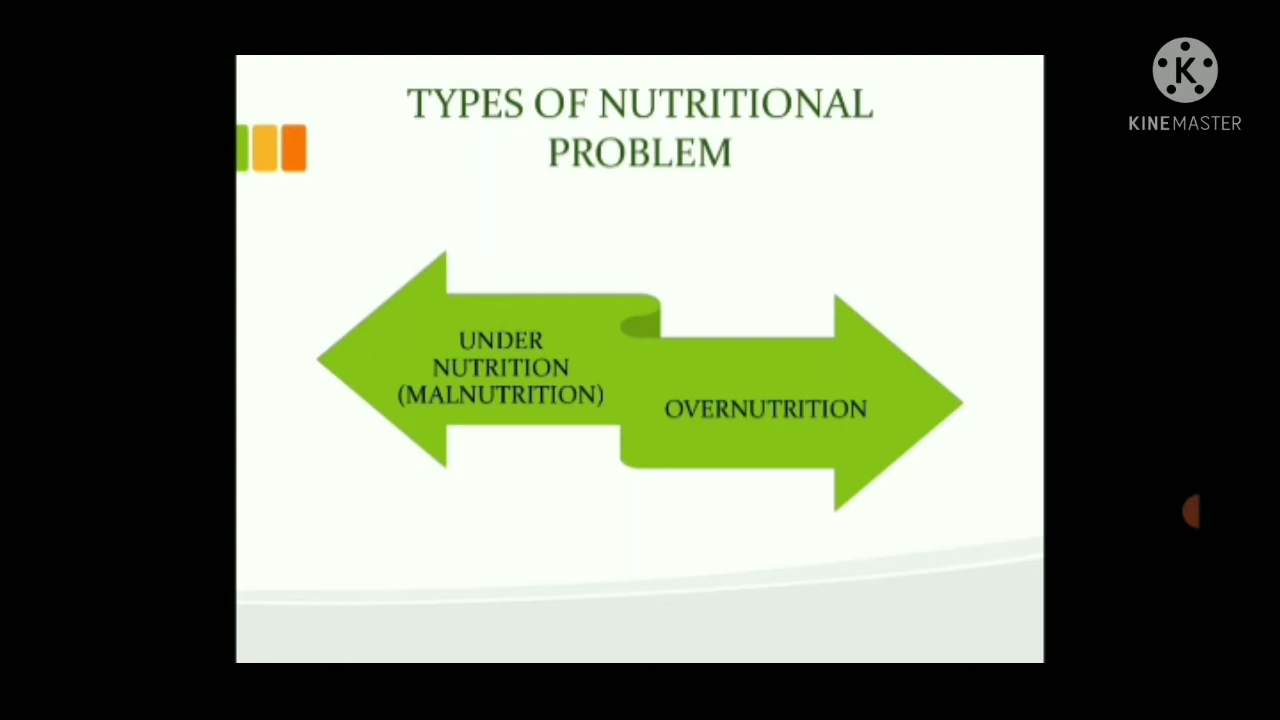 TYPES OF NUTRITIONAL
PROBLEM
UNDER
NUTRITION
(MALNUTRITION)
OVERNUTRITION
K
KINEMASTER